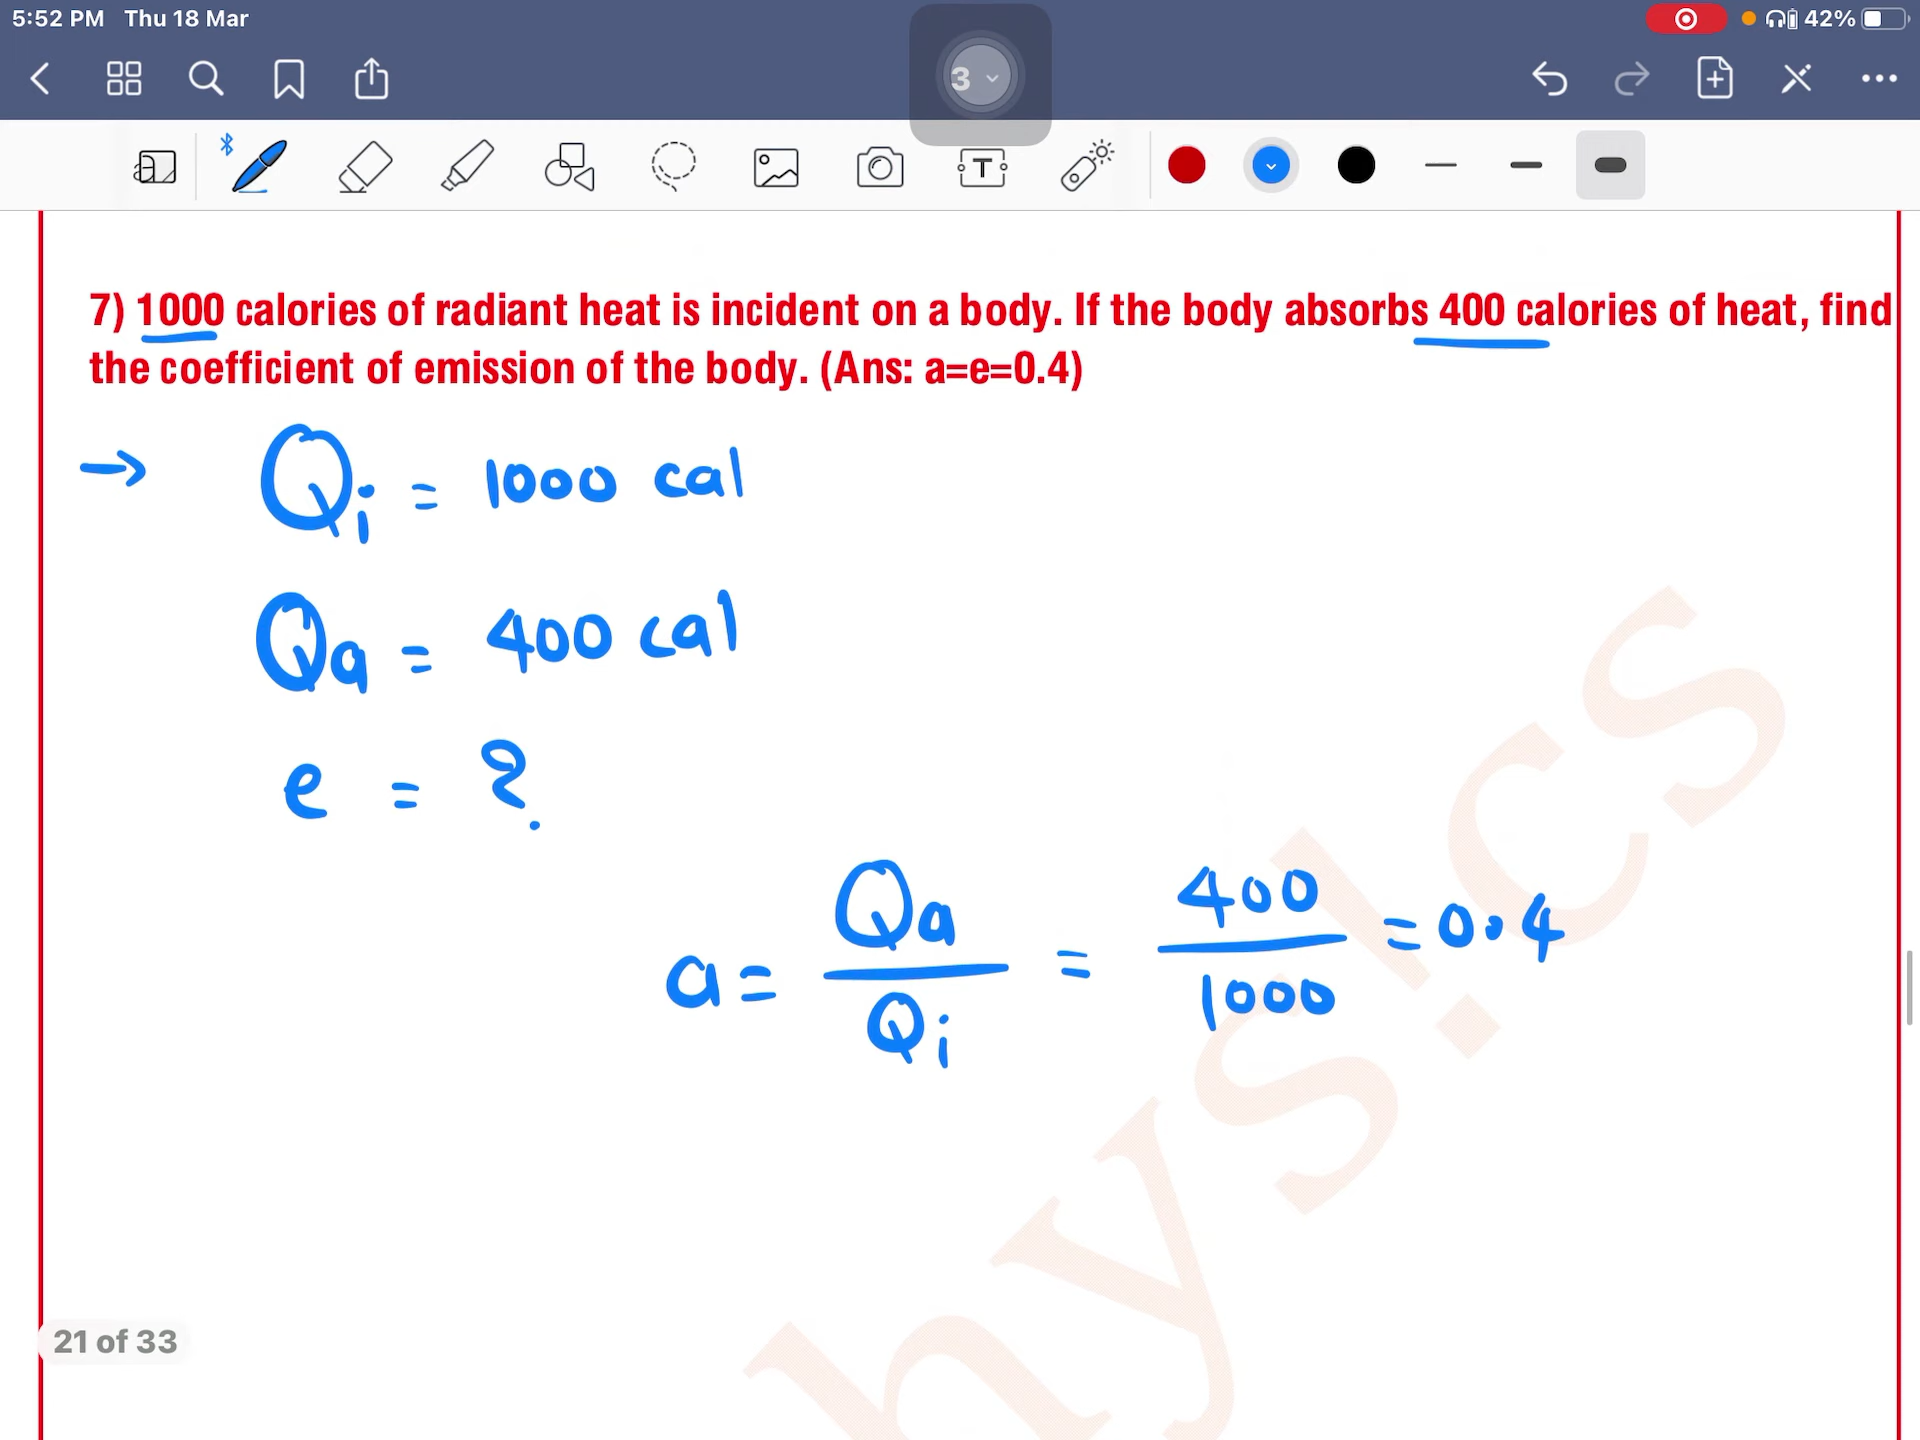 5:52 PM Thu 18 Mar
42%
3
T
7) 1000 calories of radiant heat is incident on a body. If the body absorbs 400 calories of heat, find
the coefficient of emission of the body. (Ans: a=e=0.4)
→ Qi = 1000 cal
Qa = 400 cal
e = ?
a = Qa / Qi = 400 / 1000 = 0.4
hys!cs
21 of 33